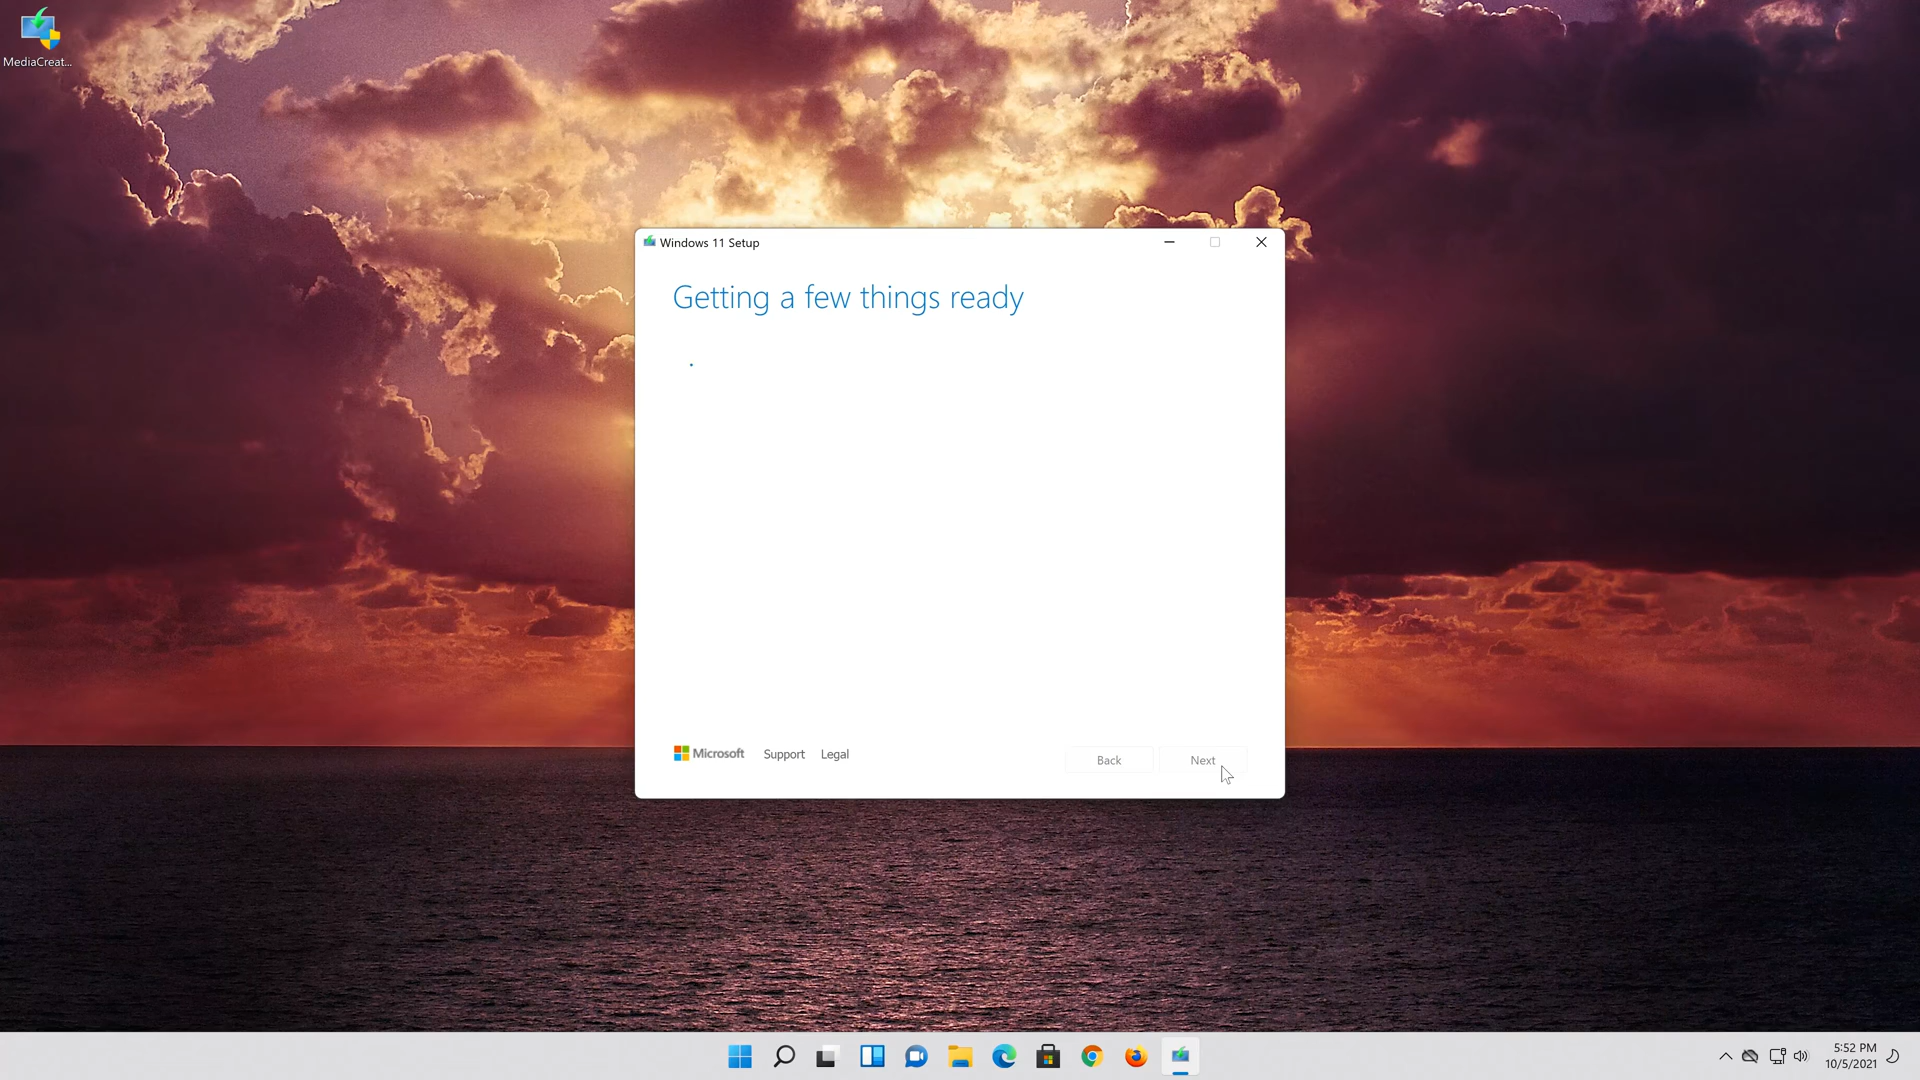 MediaCreat...
Windows 11 Setup
Getting a few things ready
Microsoft
Support
Legal
Back
Next
5:52 PM
10/5/2021